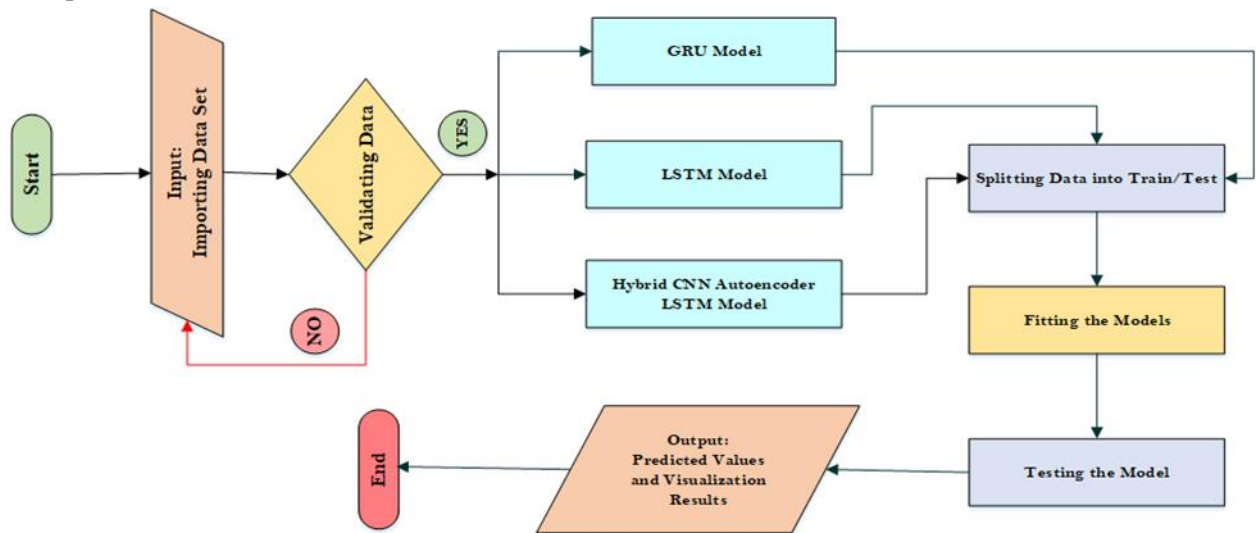 Start
Input:
Importing Data Set
Validating Data
YES
NO
GRU Model
LSTM Model
Hybrid CNN Autoencoder
LSTM Model
Splitting Data into Train/Test
Fitting the Models
Testing the Model
Output:
Predicted Values
and Visualization
Results
End